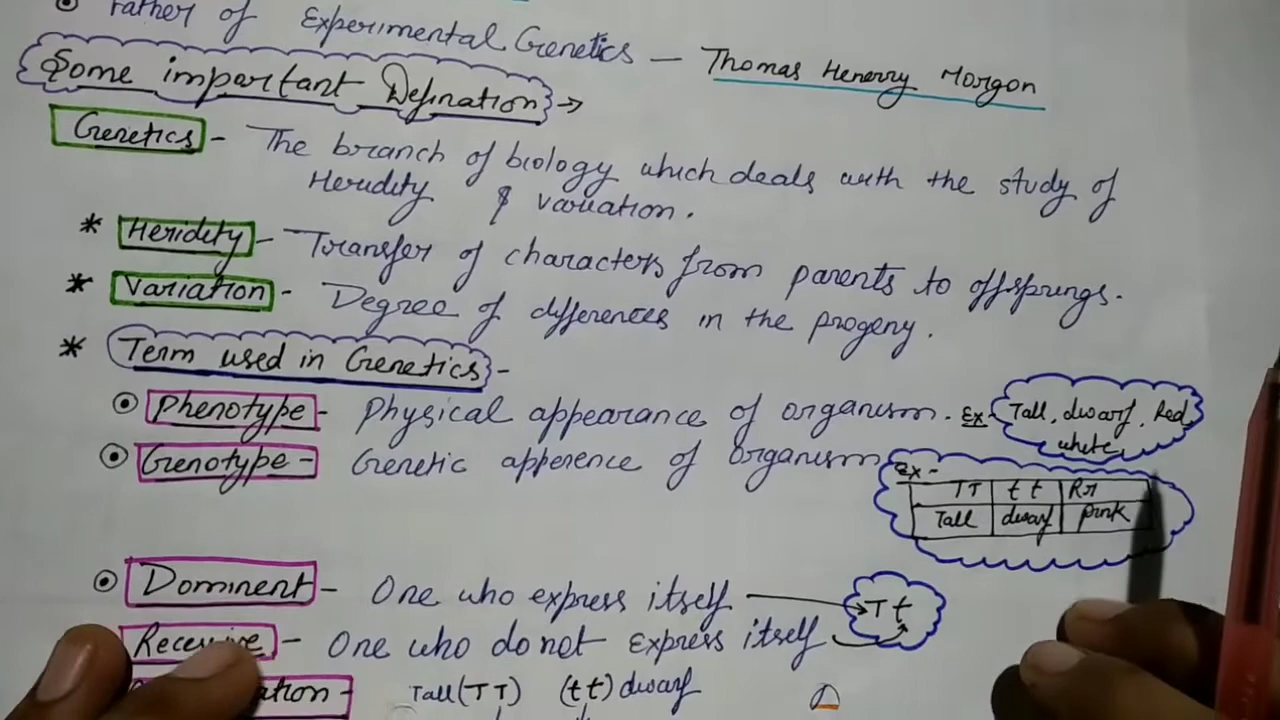 Father of Experimental Genetics — Thomas Henerry Morgon
Some important Defination →
Genetics - The branch of biology which deals with the study of
Heridity & variation.
* Heridety - Transfer of characters from parents to offsprings.
* Variation - Degree of differences in the progeny.
* Term used in Genetics -
Phenotype - Physical appearance of organism. Ex- Tall, dwarf, Red,
white
Genotype - Genetic apperence of organism Ex -
TT tt Rr
Tall dwarf pink
Dominent - One who express itself → Tt
Recessive - One who do not express itself
Tall (TT) (tt) dwarf